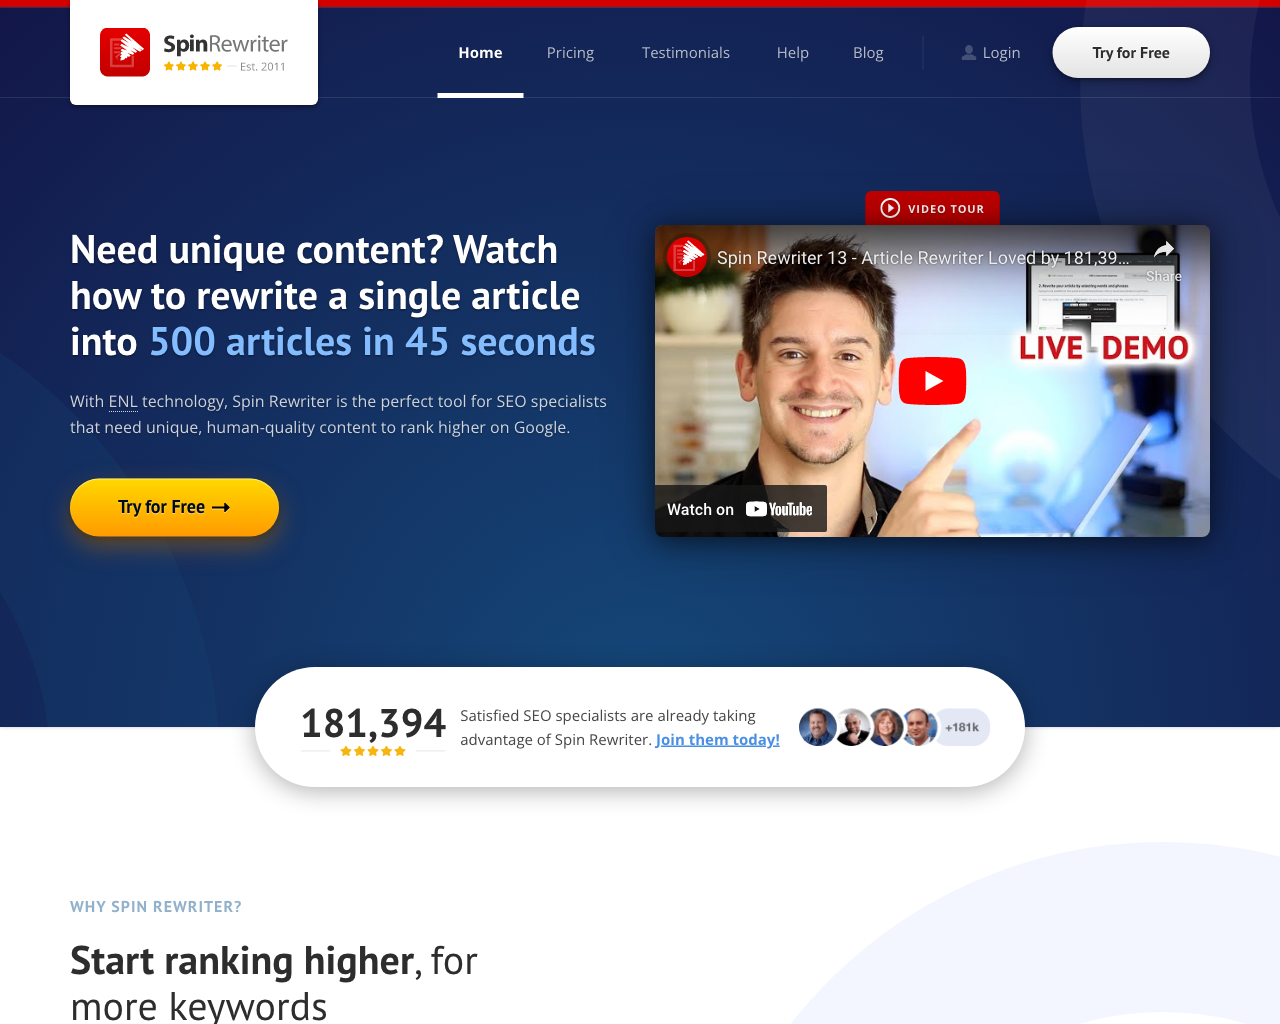 SpinRewriter
Est. 2011
Home
Pricing
Testimonials
Help
Blog
Login
Try for Free
VIDEO TOUR
Need unique content? Watch
how to rewrite a single article
into 500 articles in 45 seconds
With ENL technology, Spin Rewriter is the perfect tool for SEO specialists
that need unique, human-quality content to rank higher on Google.
Try for Free
Spin Rewriter 13 - Article Rewriter Loved by 181,39...
Share
LIVE DEMO
Watch on YouTube
181,394
Satisfied SEO specialists are already taking
advantage of Spin Rewriter. Join them today!
+181k
WHY SPIN REWRITER?
Start ranking higher, for
more keywords